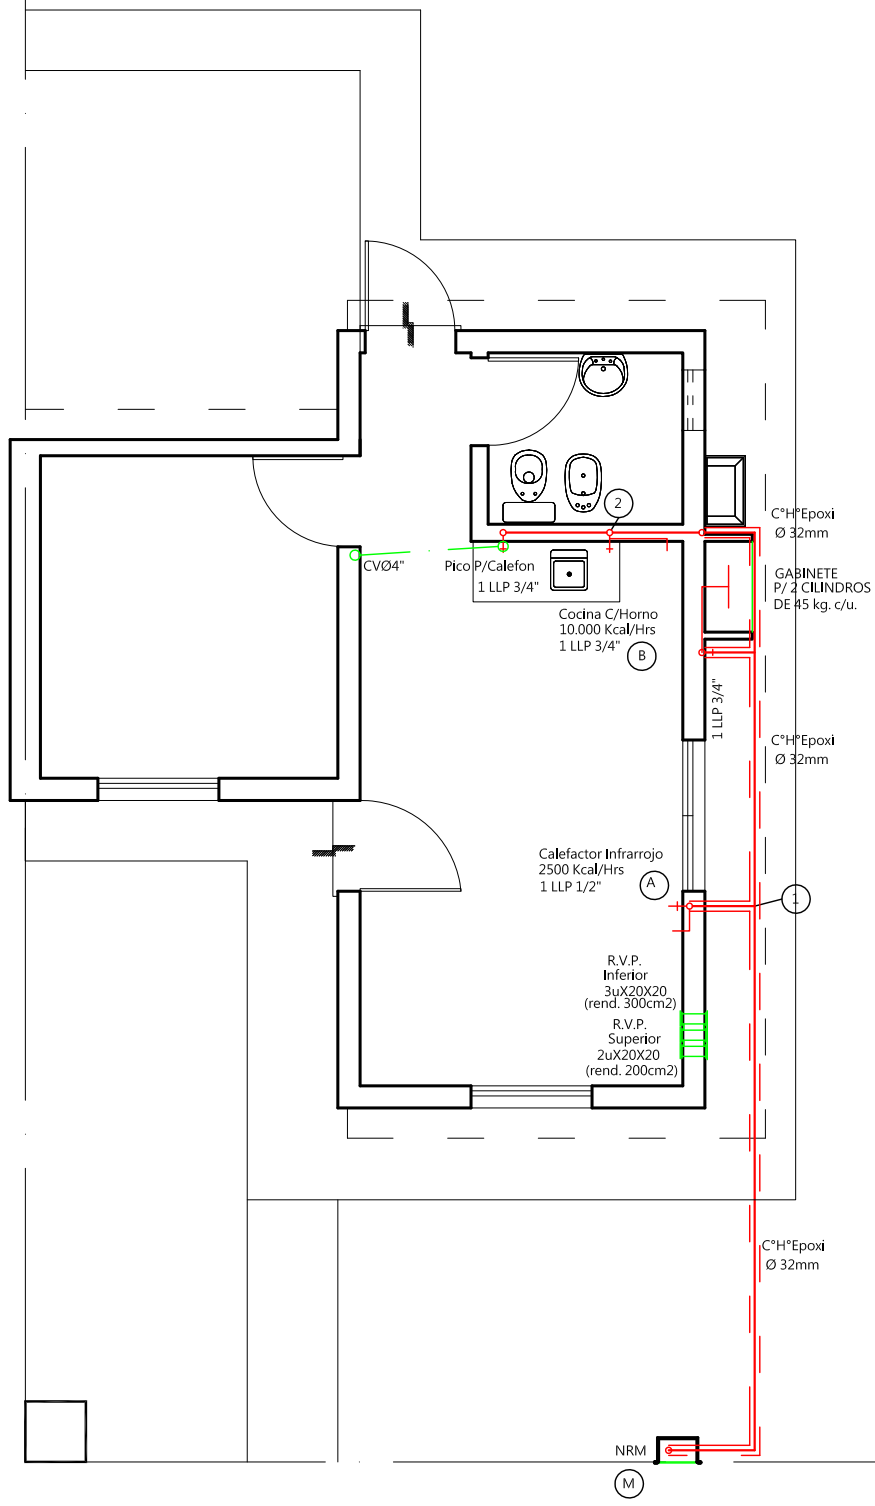 2
C°H°Epoxi
Ø 32mm
CVØ4"
Pico P/Calefon
1 LLP 3/4"
GABINETE
P/ 2 CILINDROS
DE 45 kg. c/u.
Cocina C/Horno
10.000 Kcal/Hrs
1 LLP 3/4"
B
1 LLP 3/4"
C°H°Epoxi
Ø 32mm
Calefactor Infrarrojo
2500 Kcal/Hrs
1 LLP 1/2"
A
1
R.V.P.
Inferior
3uX20X20
(rend. 300cm2)
R.V.P.
Superior
2uX20X20
(rend. 200cm2)
C°H°Epoxi
Ø 32mm
NRM
M